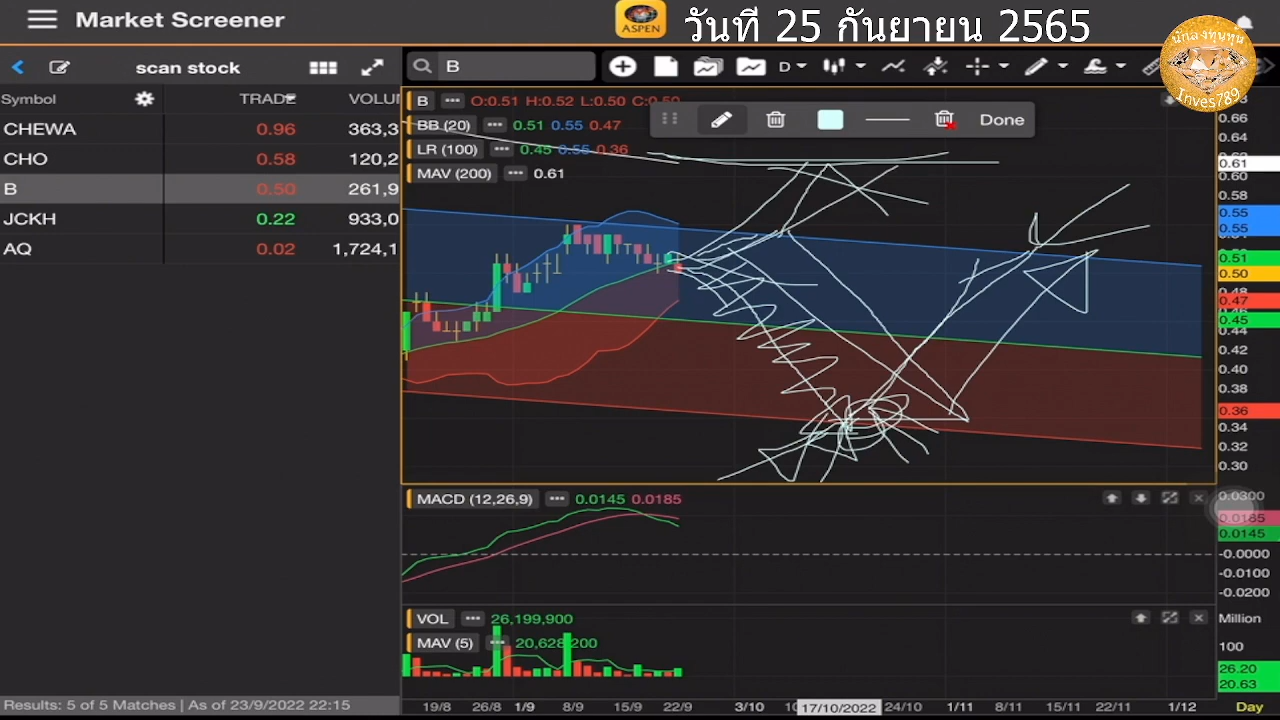 Market Screener
ASPEN
วันที่ 25 กันยายน 2565
นักลงทุนทุน
Inves789
scan stock
B
D
Symbol TRADE VOLU
CHEWA 0.96 363,3
CHO 0.58 120,2
B 0.50 261,9
JCKH 0.22 933,0
AQ 0.02 1,724,1
B O:0.51 H:0.52 L:0.50 C:0.50
BB (20) 0.51 0.55 0.47
LR (100) 0.45 0.55 0.36
MAV (200) 0.61
Done
0.66
0.64
0.61
0.60
0.58
0.55
0.55
0.51
0.50
0.48
0.47
0.45
0.44
0.42
0.40
0.38
0.36
0.34
0.32
0.30
MACD (12,26,9) 0.0145 0.0185
0.0300
0.0185
0.0145
-0.0000
-0.0100
-0.0200
VOL 26,199,900
Million
MAV (5) 20,628,200
100
26.20
20.63
Results: 5 of 5 Matches | As of 23/9/2022 22:15
19/8 26/8 1/9 8/9 15/9 22/9 3/10 17/10/2022 24/10 1/11 8/11 15/11 22/11 1/12 Day